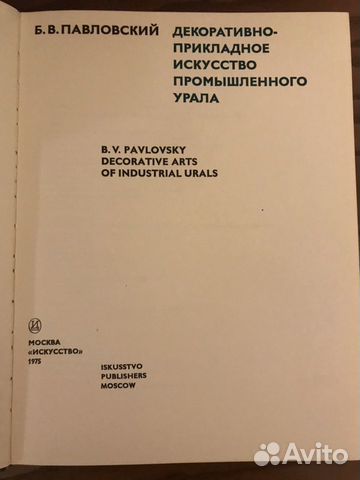 Б. В. ПАВЛОВСКИЙ
ДЕКОРАТИВНО-
ПРИКЛАДНОЕ
ИСКУССТВО
ПРОМЫШЛЕННОГО
УРАЛА
B. V. PAVLOVSKY
DECORATIVE ARTS
OF INDUSTRIAL URALS
МОСКВА
«ИСКУССТВО»
1975
ISKUSSTVO
PUBLISHERS
MOSCOW
Avito